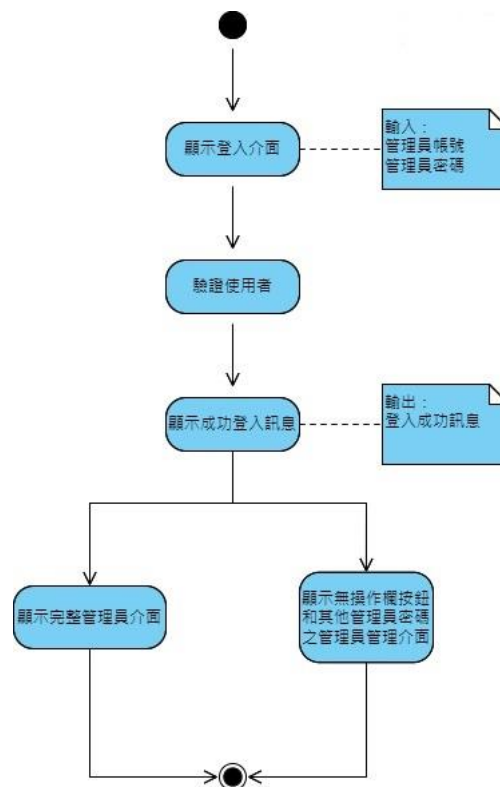 顯示登入介面
輸入：
管理員帳號
管理員密碼
驗證使用者
顯示成功登入訊息
輸出：
登入成功訊息
顯示完整管理員介面
顯示無操作欄按鈕
和其他管理員密碼
之管理員管理介面